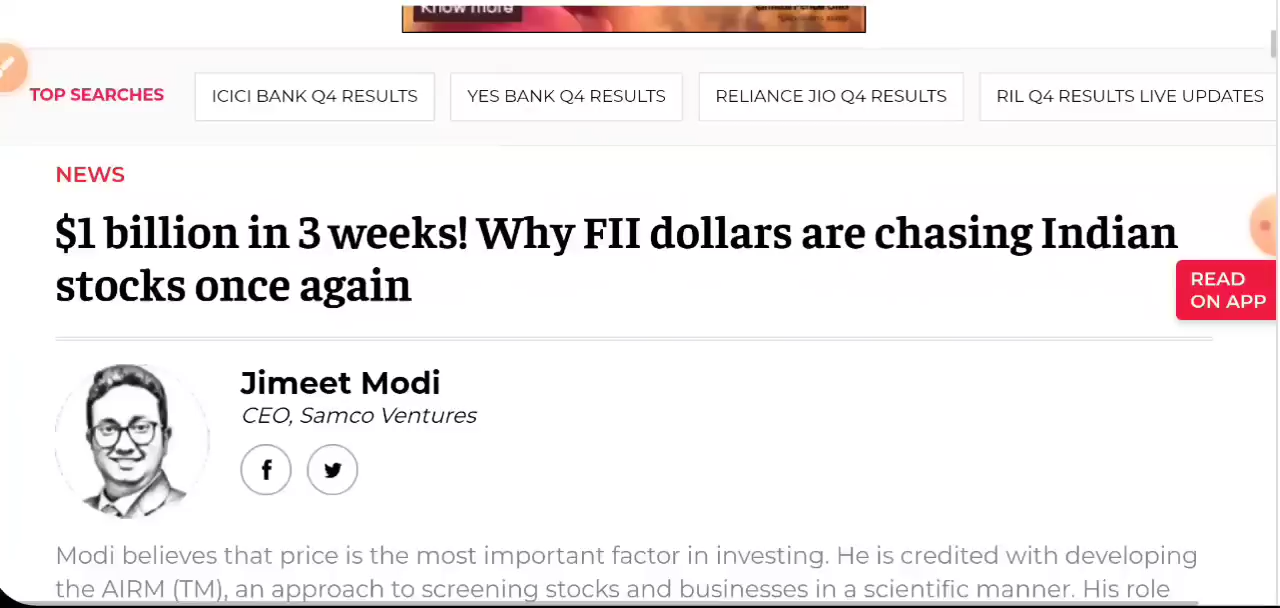 Know more
TOP SEARCHES
ICICI BANK Q4 RESULTS
YES BANK Q4 RESULTS
RELIANCE JIO Q4 RESULTS
RIL Q4 RESULTS LIVE UPDATES
NEWS
$1 billion in 3 weeks! Why FII dollars are chasing Indian
stocks once again
READ
ON APP
Jimeet Modi
CEO, Samco Ventures
Modi believes that price is the most important factor in investing. He is credited with developing
the AIRM (TM), an approach to screening stocks and businesses in a scientific manner. His role